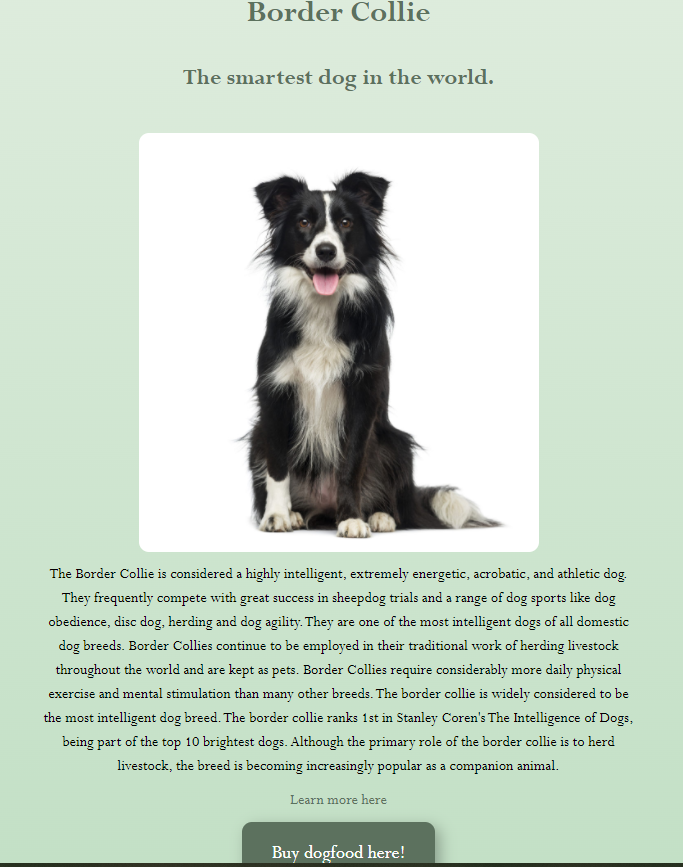 Border Collie
The smartest dog in the world.
The Border Collie is considered a highly intelligent, extremely energetic, acrobatic, and athletic dog.
They frequently compete with great success in sheepdog trials and a range of dog sports like dog
obedience, disc dog, herding and dog agility. They are one of the most intelligent dogs of all domestic
dog breeds. Border Collies continue to be employed in their traditional work of herding livestock
throughout the world and are kept as pets. Border Collies require considerably more daily physical
exercise and mental stimulation than many other breeds. The border collie is widely considered to be
the most intelligent dog breed. The border collie ranks 1st in Stanley Coren's The Intelligence of Dogs,
being part of the top 10 brightest dogs. Although the primary role of the border collie is to herd
livestock, the breed is becoming increasingly popular as a companion animal.
Learn more here
Buy dogfood here!